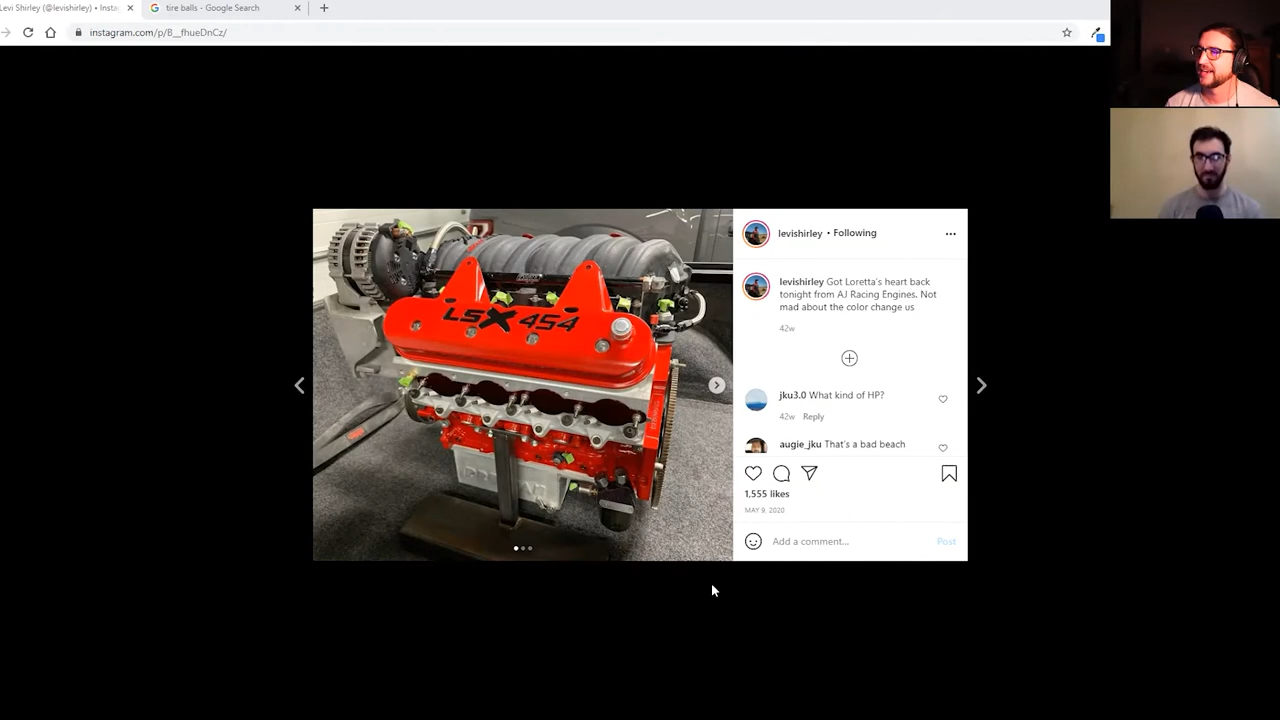 Levi Shirley (@levishirley) • Insta
tire balls - Google Search
instagram.com/p/B__fhueDnCz/
LSX 454
levishirley • Following
levishirley Got Loretta's heart back
tonight from AJ Racing Engines. Not
mad about the color change us
42w
jku3.0 What kind of HP?
42w Reply
augie_jku That's a bad beach
1,555 likes
MAY 9, 2020
Add a comment...
Post